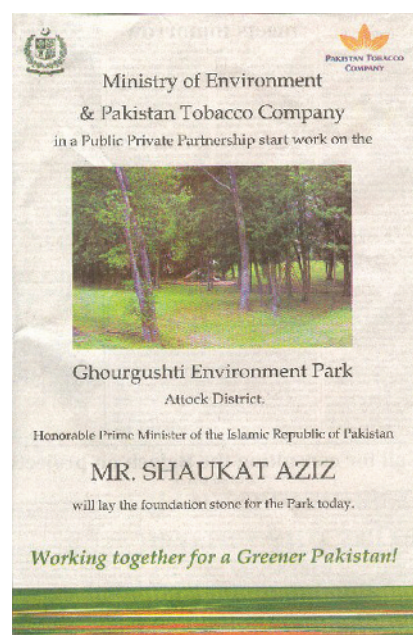 PAKISTAN TOBACCO
COMPANY
Ministry of Environment
& Pakistan Tobacco Company
in a Public Private Partnership start work on the
Ghourgushti Environment Park
Attock District.
Honorable Prime Minister of the Islamic Republic of Pakistan
MR. SHAUKAT AZIZ
will lay the foundation stone for the Park today.
Working together for a Greener Pakistan!